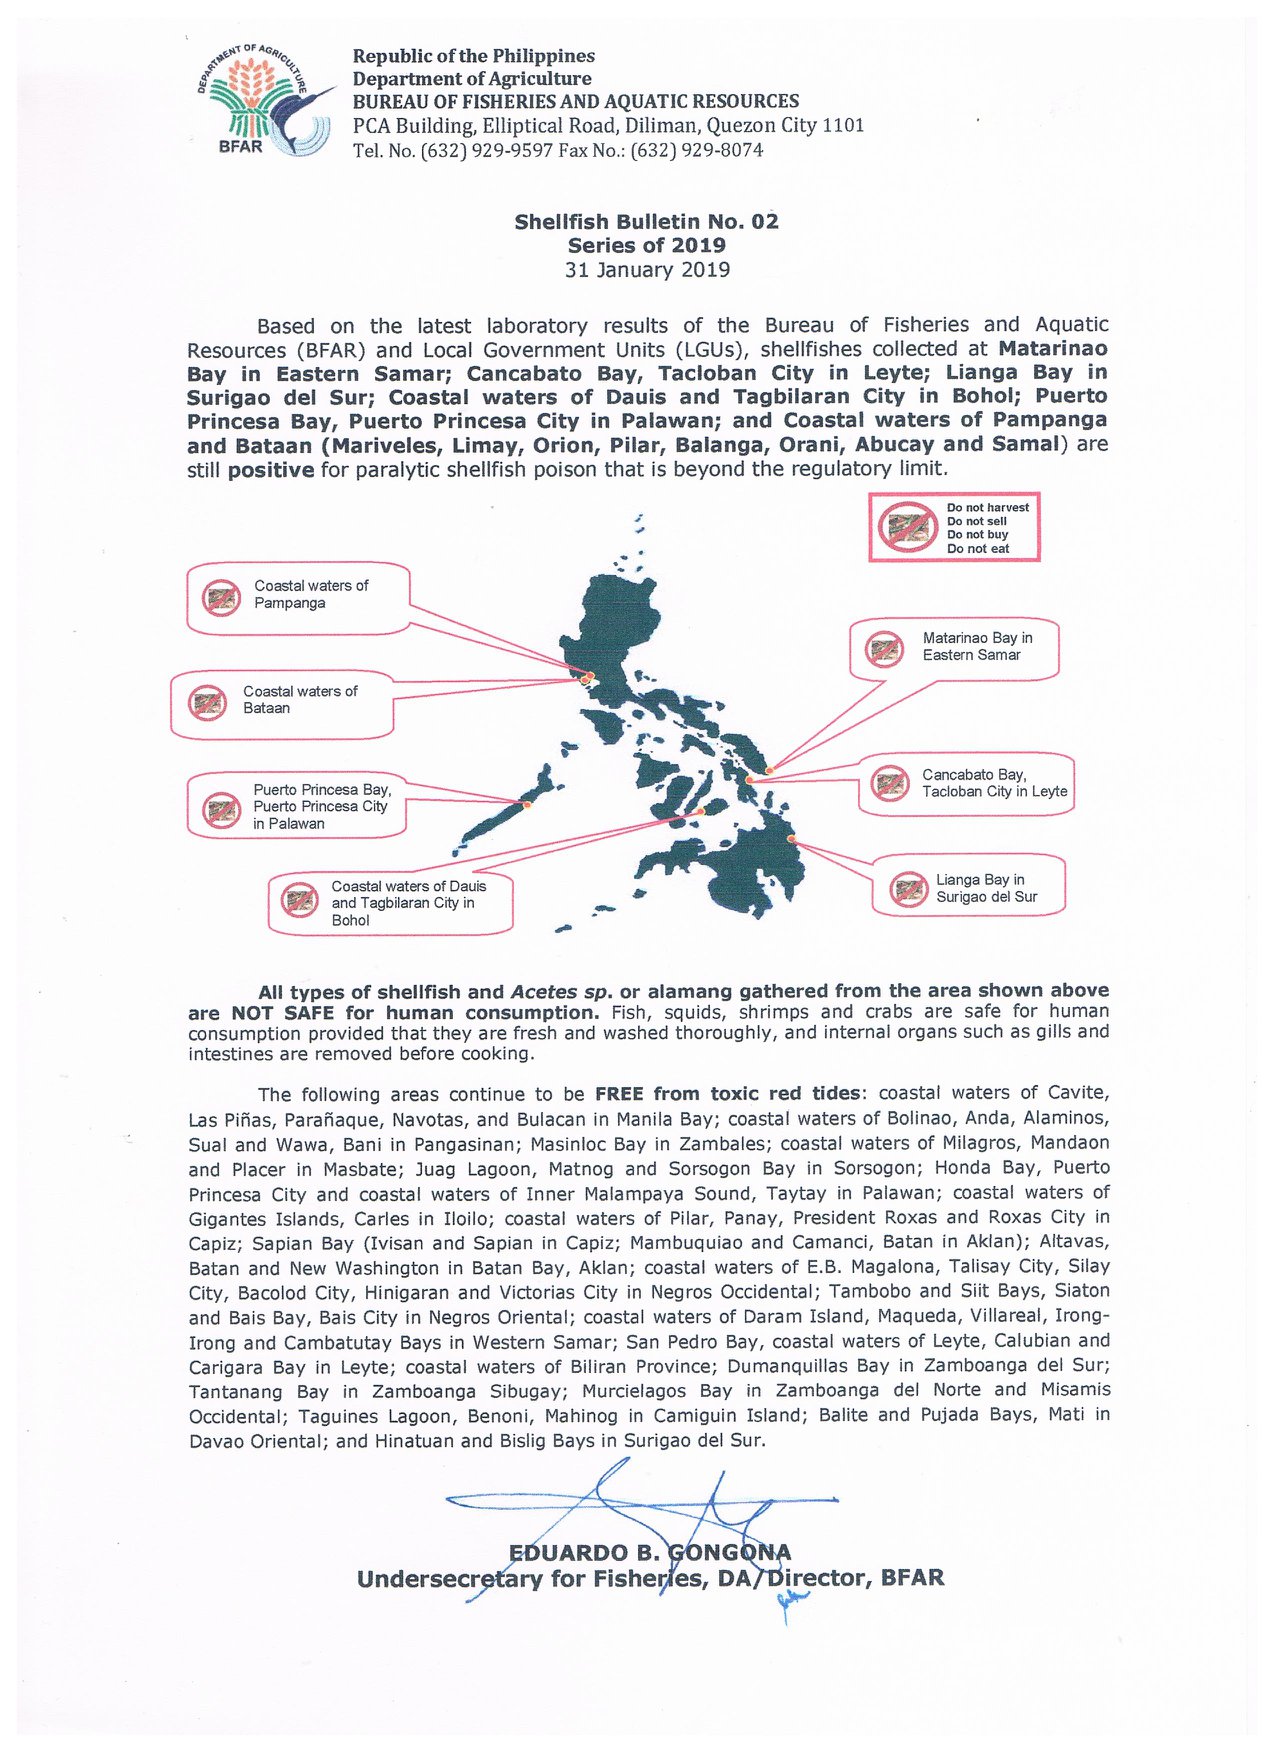 DEPARTMENT OF AGRICULTURE
BFAR
Republic of the Philippines
Department of Agriculture
BUREAU OF FISHERIES AND AQUATIC RESOURCES
PCA Building, Elliptical Road, Diliman, Quezon City 1101
Tel. No. (632) 929-9597 Fax No.: (632) 929-8074
Shellfish Bulletin No. 02
Series of 2019
31 January 2019
Based on the latest laboratory results of the Bureau of Fisheries and Aquatic
Resources (BFAR) and Local Government Units (LGUs), shellfishes collected at Matarinao
Bay in Eastern Samar; Cancabato Bay, Tacloban City in Leyte; Lianga Bay in
Surigao del Sur; Coastal waters of Dauis and Tagbilaran City in Bohol; Puerto
Princesa Bay, Puerto Princesa City in Palawan; and Coastal waters of Pampanga
and Bataan (Mariveles, Limay, Orion, Pilar, Balanga, Orani, Abucay and Samal) are
still positive for paralytic shellfish poison that is beyond the regulatory limit.
Do not harvest
Do not sell
Do not buy
Do not eat
Coastal waters of
Pampanga
Matarinao Bay in
Eastern Samar
Coastal waters of
Bataan
Cancabato Bay,
Tacloban City in Leyte
Puerto Princesa Bay,
Puerto Princesa City
in Palawan
Coastal waters of Dauis
and Tagbilaran City in
Bohol
Lianga Bay in
Surigao del Sur
All types of shellfish and Acetes sp. or alamang gathered from the area shown above
are NOT SAFE for human consumption. Fish, squids, shrimps and crabs are safe for human
consumption provided that they are fresh and washed thoroughly, and internal organs such as gills and
intestines are removed before cooking.
The following areas continue to be FREE from toxic red tides: coastal waters of Cavite,
Las Piñas, Parañaque, Navotas, and Bulacan in Manila Bay; coastal waters of Bolinao, Anda, Alaminos,
Sual and Wawa, Bani in Pangasinan; Masinloc Bay in Zambales; coastal waters of Milagros, Mandaon
and Placer in Masbate; Juag Lagoon, Matnog and Sorsogon Bay in Sorsogon; Honda Bay, Puerto
Princesa City and coastal waters of Inner Malampaya Sound, Taytay in Palawan; coastal waters of
Gigantes Islands, Carles in Iloilo; coastal waters of Pilar, Panay, President Roxas and Roxas City in
Capiz; Sapian Bay (Ivisan and Sapian in Capiz; Mambuquiao and Camanci, Batan in Aklan); Altavas,
Batan and New Washington in Batan Bay, Aklan; coastal waters of E.B. Magalona, Talisay City, Silay
City, Bacolod City, Hinigaran and Victorias City in Negros Occidental; Tambobo and Siit Bays, Siaton
and Bais Bay, Bais City in Negros Oriental; coastal waters of Daram Island, Maqueda, Villareal, Irong-
Irong and Cambatutay Bays in Western Samar; San Pedro Bay, coastal waters of Leyte, Calubian and
Carigara Bay in Leyte; coastal waters of Biliran Province; Dumanquillas Bay in Zamboanga del Sur;
Tantanang Bay in Zamboanga Sibugay; Murcielagos Bay in Zamboanga del Norte and Misamis
Occidental; Taguines Lagoon, Benoni, Mahinog in Camiguin Island; Balite and Pujada Bays, Mati in
Davao Oriental; and Hinatuan and Bislig Bays in Surigao del Sur.
EDUARDO B. GONGONA
Undersecretary for Fisheries, DA/Director, BFAR